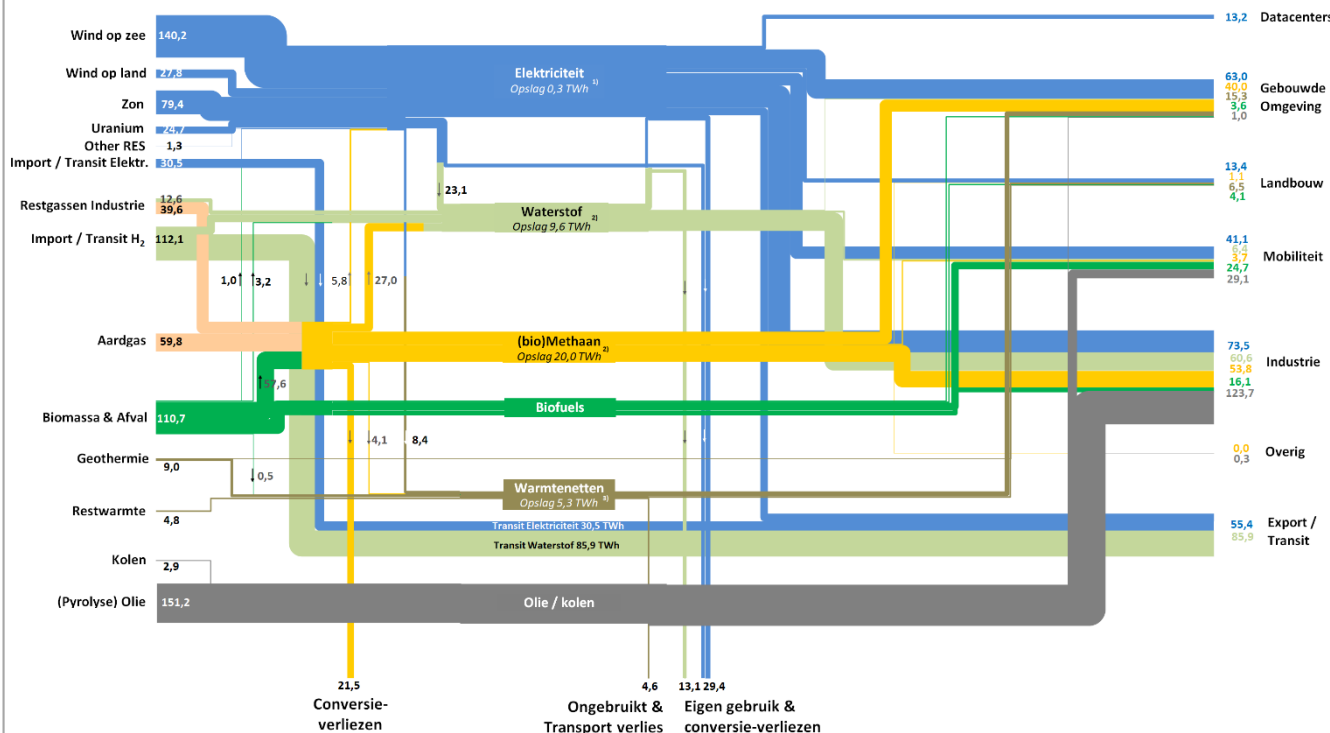 Wind op zee
140,2
Wind op land
27,8
Zon
79,4
Uranium
24,7
Other RES
1,3
Import / Transit Elektr.
30,5
Restgassen Industrie
12,6
39,6
Import / Transit H2
112,1
Aardgas
59,8
Biomassa & Afval
110,7
Geothermie
9,0
Restwarmte
4,8
Kolen
2,9
(Pyrolyse) Olie
151,2
Elektriciteit
Opslag 0,3 TWh 1)
23,1
Waterstof
Opslag 9,6 TWh 2)
1,0
3,2
5,8
27,0
(bio)Methaan
Opslag 20,0 TWh 2)
57,6
Biofuels
4,1
8,4
0,5
Warmtenetten
Opslag 5,3 TWh 3)
Transit Elektriciteit 30,5 TWh
Transit Waterstof 85,9 TWh
Olie / kolen
21,5
Conversie-
verliezen
4,6
Ongebruikt &
Transport verlies
13,1
29,4
Eigen gebruik &
conversie-verliezen
13,2
Datacenters
63,0
40,0
15,3
3,6
1,0
Gebouwde
Omgeving
13,4
1,1
6,5
4,1
Landbouw
41,1
6,4
3,7
24,7
29,1
Mobiliteit
73,5
60,6
53,8
16,1
123,7
Industrie
0,0
0,3
Overig
55,4
85,9
Export /
Transit